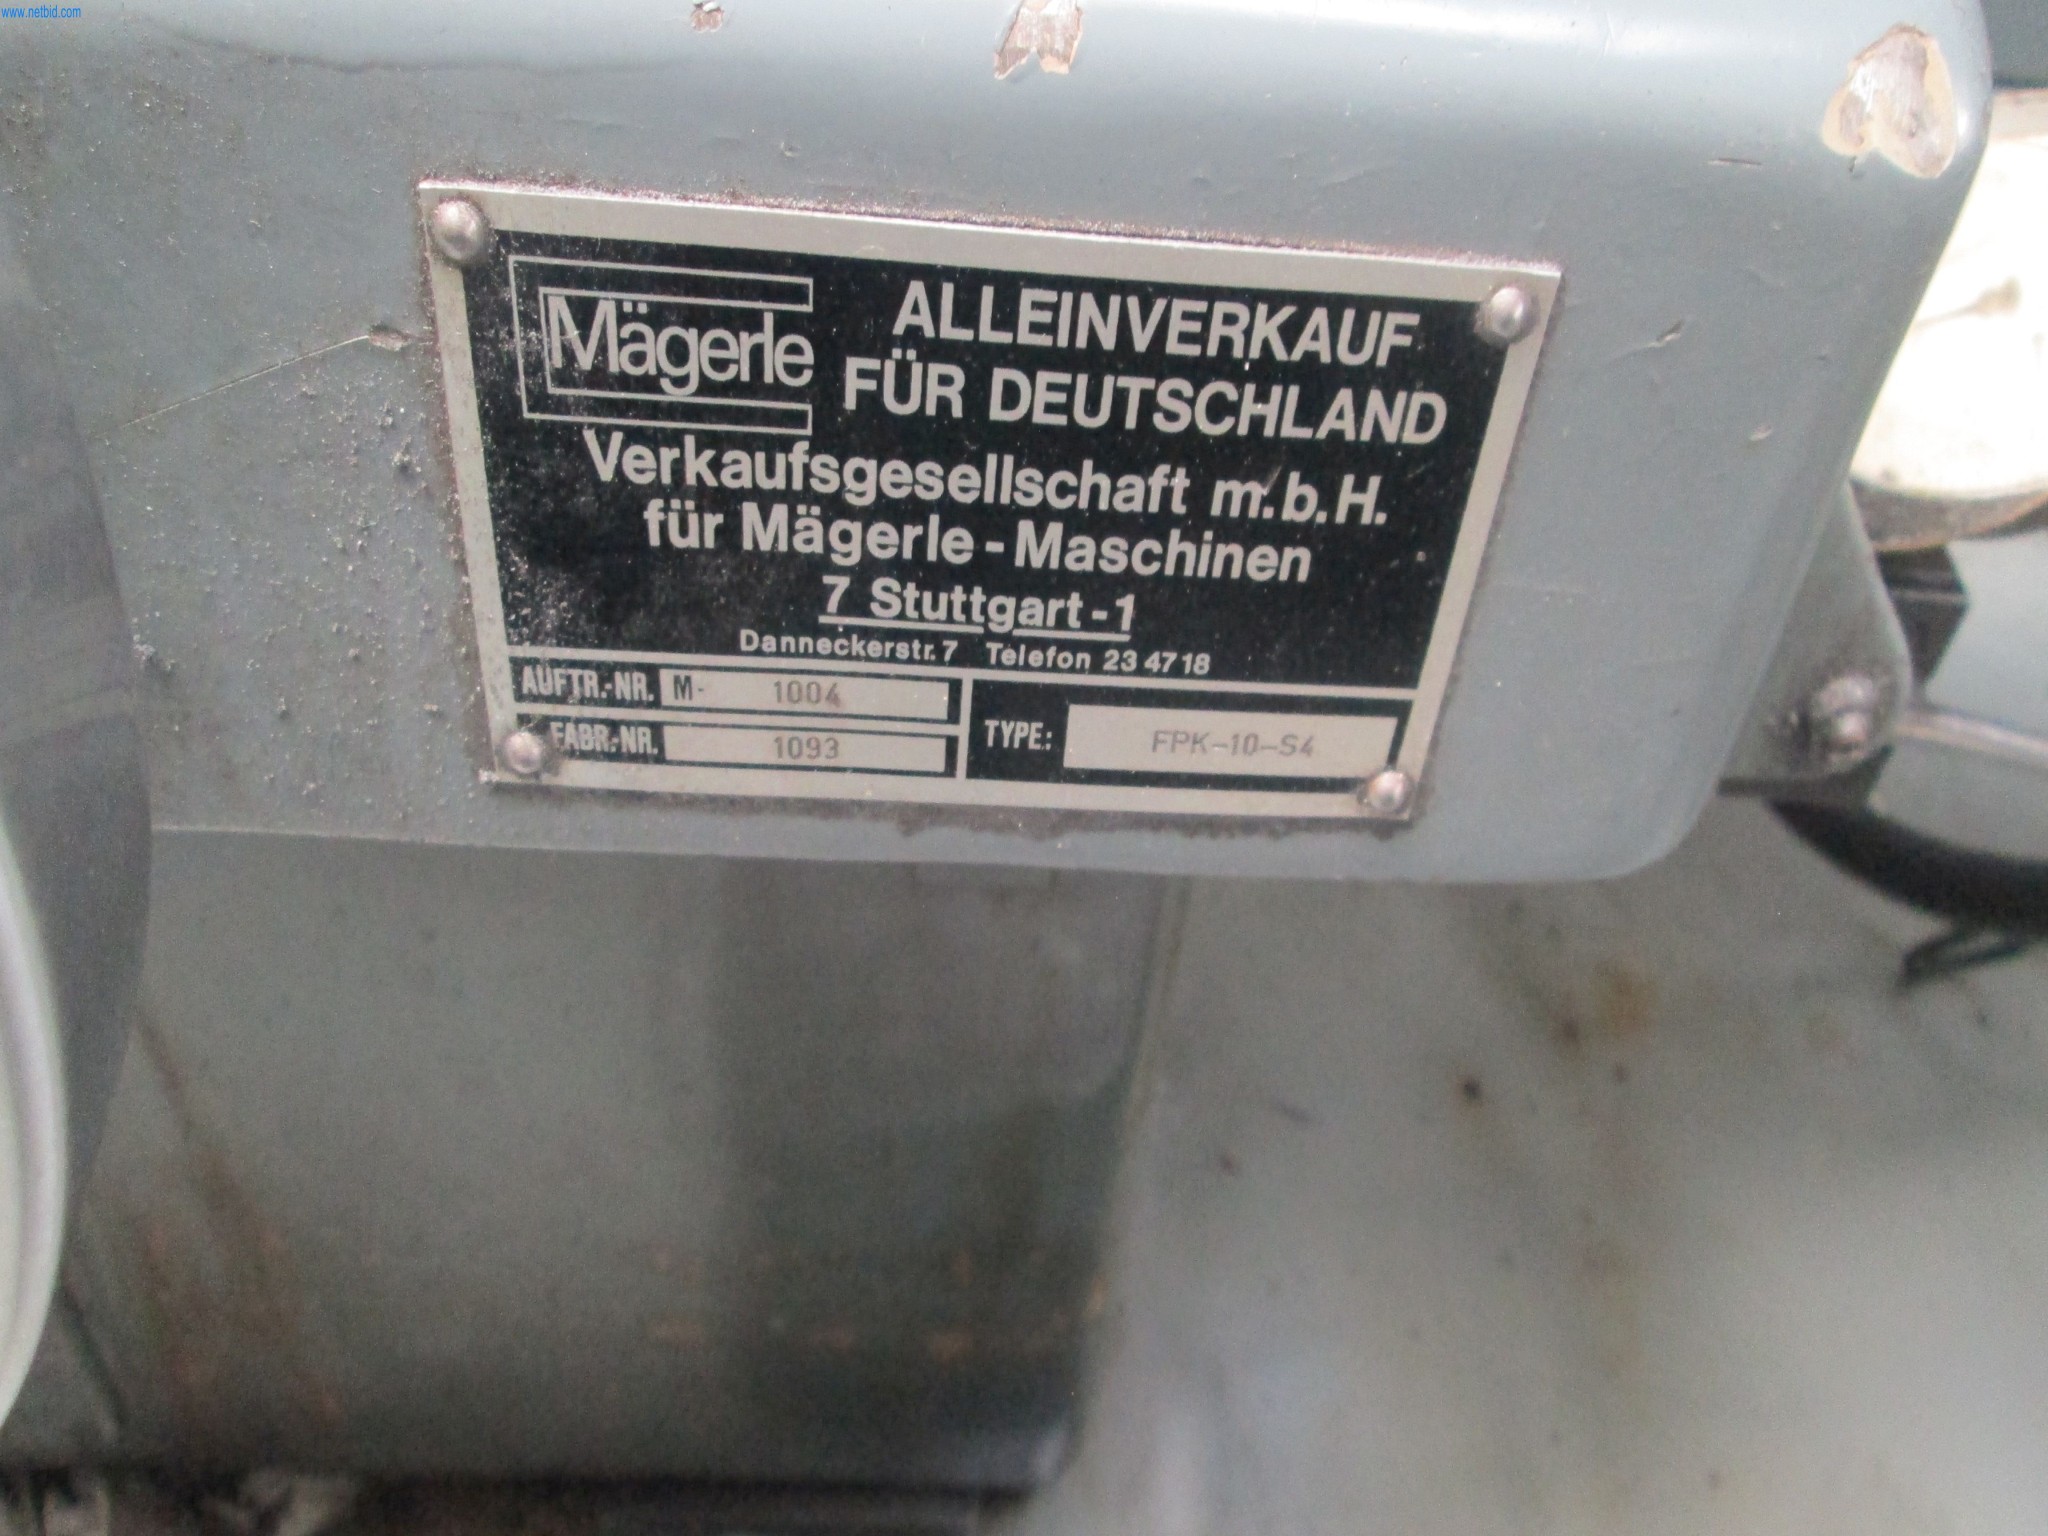 www.netbid.com
Mägerle
ALLEINVERKAUF
FÜR DEUTSCHLAND
Verkaufsgesellschaft m.b.H.
für Mägerle-Maschinen
7 Stuttgart-1
Danneckerstr. 7 Telefon 23 47 18
AUFTR.-NR. M- 1004
FABR.-NR. 1093
TYPE: FPK-10-S4